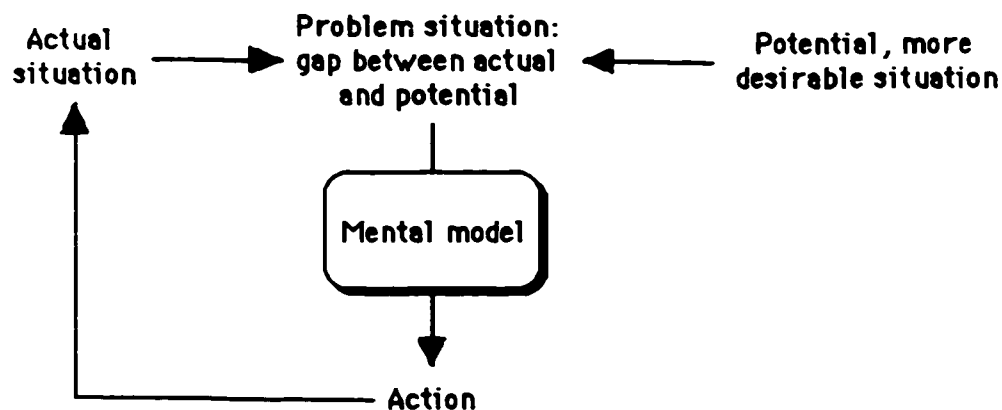 Actual
situation
Problem situation:
gap between actual
and potential
Potential, more
desirable situation
Mental model
Action